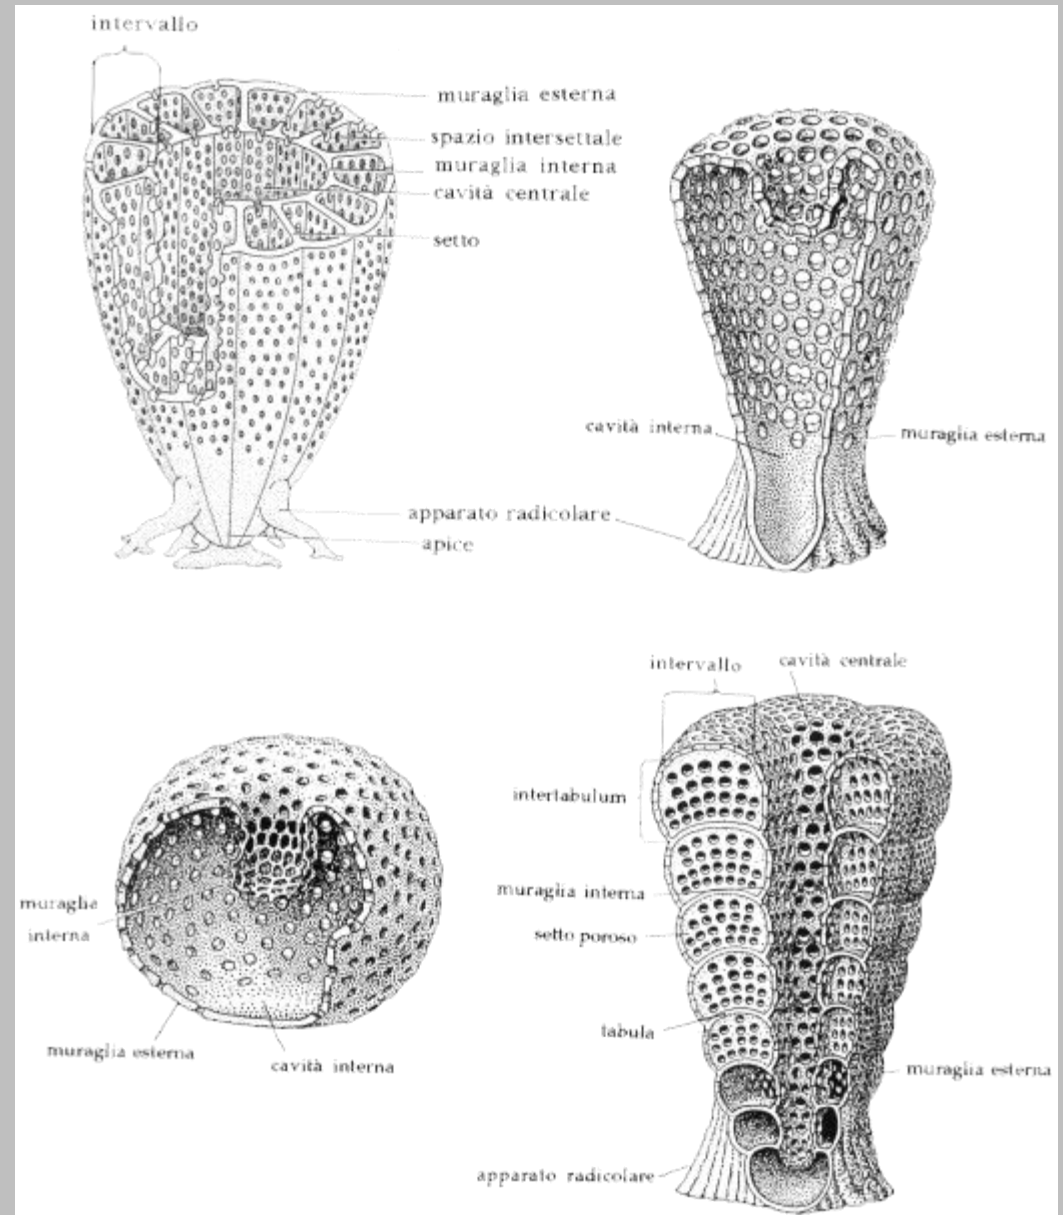 intervallo
muraglia esterna
spazio intersettale
muraglia interna
cavità centrale
setto
apparato radicolare
apice
cavità interna
muraglia esterna
intervallo
cavità centrale
intertabulum
muraglia interna
setto poroso
tabula
muraglia esterna
apparato radicolare
muraglia
interna
muraglia esterna
cavità interna